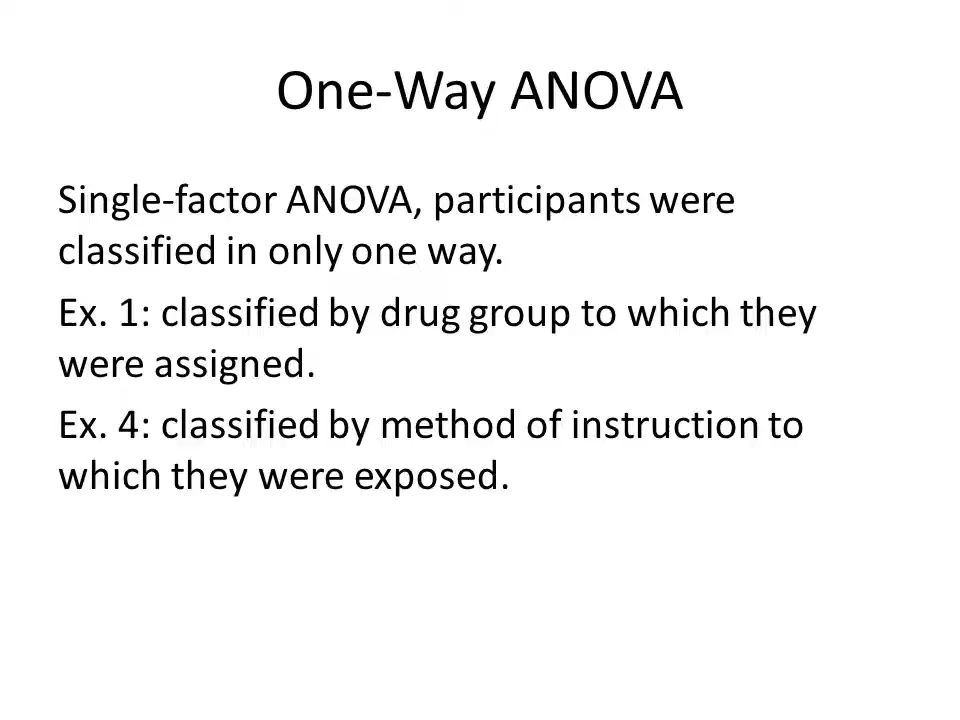 One-Way ANOVA
Single-factor ANOVA, participants were
classified in only one way.
Ex. 1: classified by drug group to which they
were assigned.
Ex. 4: classified by method of instruction to
which they were exposed.